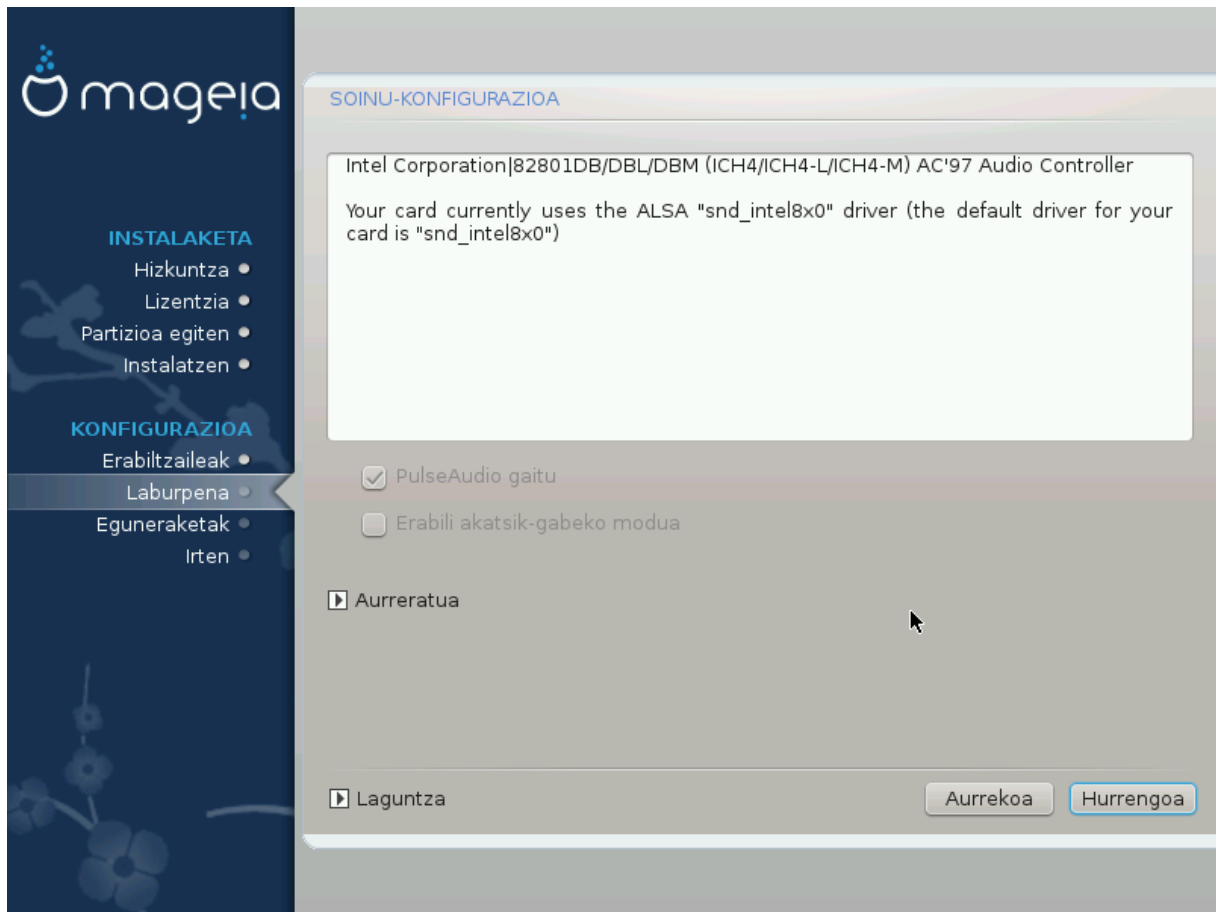 mageia
INSTALAKETA
Hizkuntza
Lizentzia
Partizioa egiten
Instalatzen
KONFIGURAZIOA
Erabiltzaileak
Laburpena
Eguneraketak
Irten
SOINU-KONFIGURAZIOA
Intel Corporation|82801DB/DBL/DBM (ICH4/ICH4-L/ICH4-M) AC'97 Audio Controller
Your card currently uses the ALSA "snd_intel8x0" driver (the default driver for your
card is "snd_intel8x0")
PulseAudio gaitu
Erabili akatsik-gabeko modua
Aurreratua
Laguntza
Aurrekoa
Hurrengoa